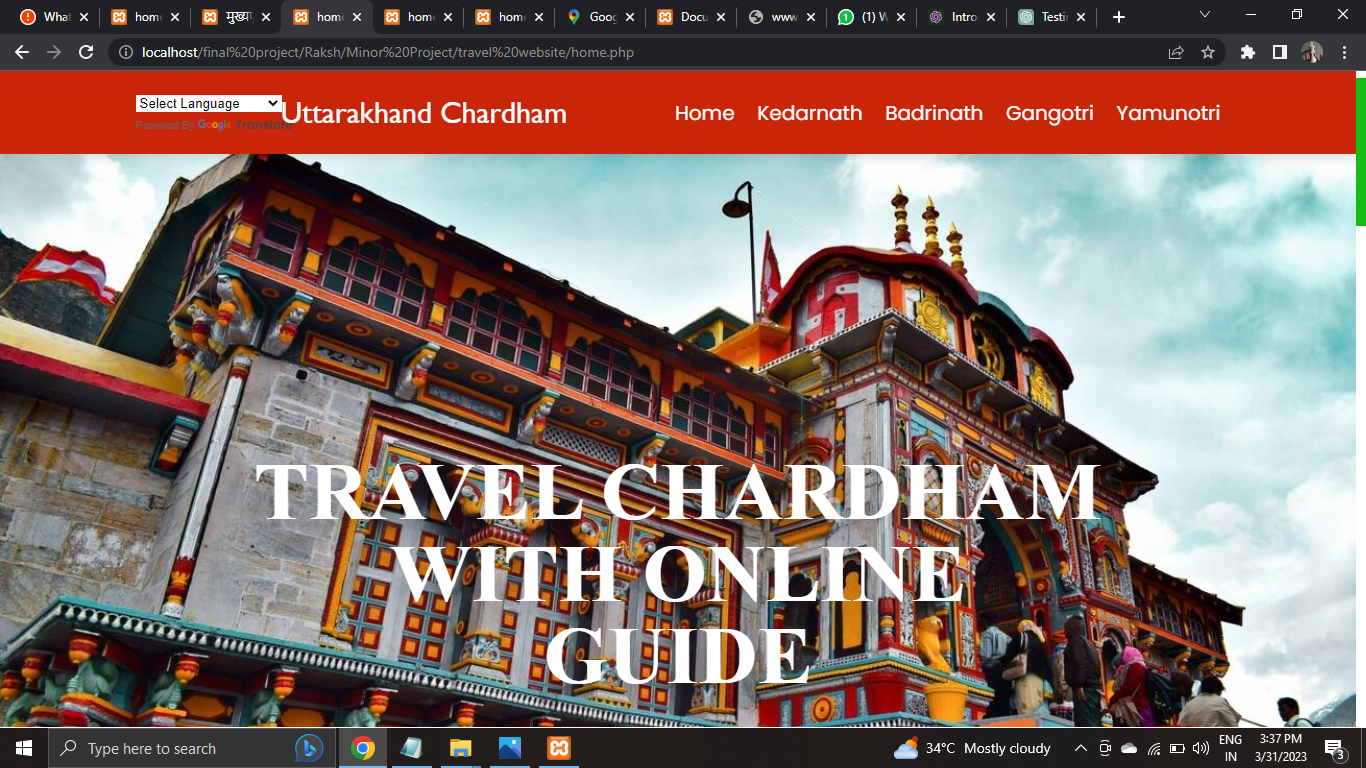 What
hom
मुख्य
hom
hom
hom
Goog
Docu
www
(1) W
Intro
Testi
localhost/final%20project/Raksh/Minor%20Project/travel%20website/home.php
Select Language
Powered By Google Translate
Uttarakhand Chardham
Home Kedarnath Badrinath Gangotri Yamunotri
TRAVEL CHARDHAM
WITH ONLINE
GUIDE
Type here to search
34°C Mostly cloudy
ENG
IN
3:37 PM
3/31/2023
3